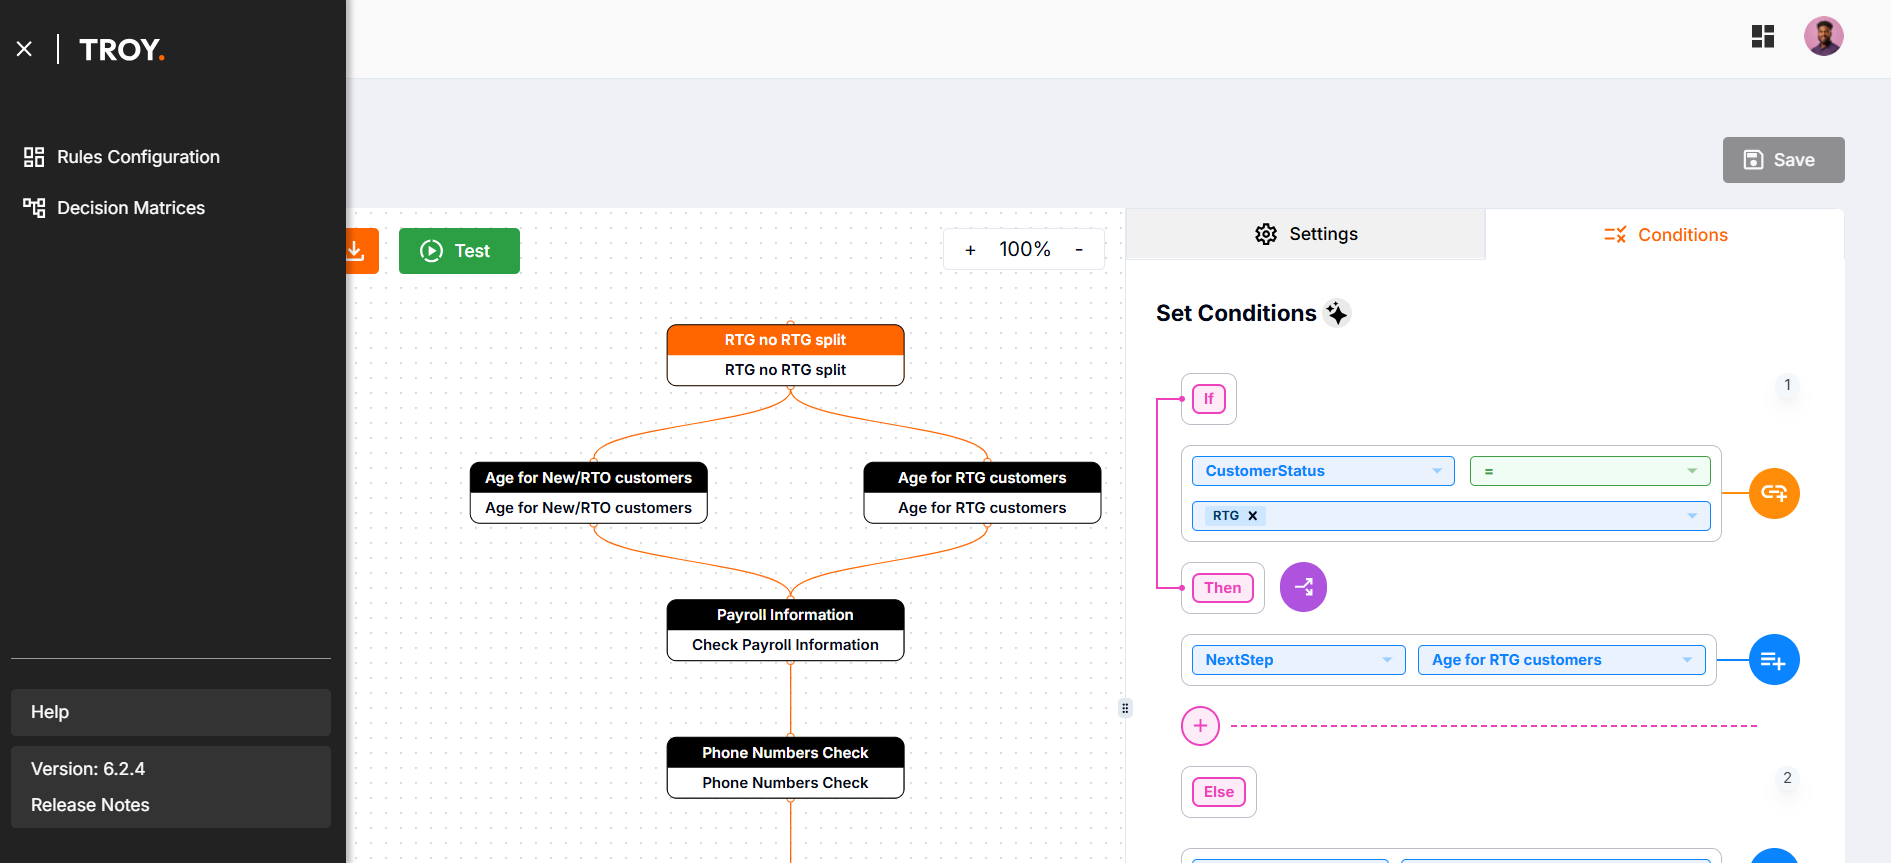 TROY.
Rules Configuration
Decision Matrices
Help
Version: 6.2.4
Release Notes
Save
Test
+ 100% -
RTG no RTG split
RTG no RTG split
Age for New/RTO customers
Age for New/RTO customers
Age for RTG customers
Age for RTG customers
Payroll Information
Check Payroll Information
Phone Numbers Check
Phone Numbers Check
Settings
Conditions
Set Conditions
If
1
CustomerStatus
=
RTG
Then
NextStep
Age for RTG customers
+
Else
2